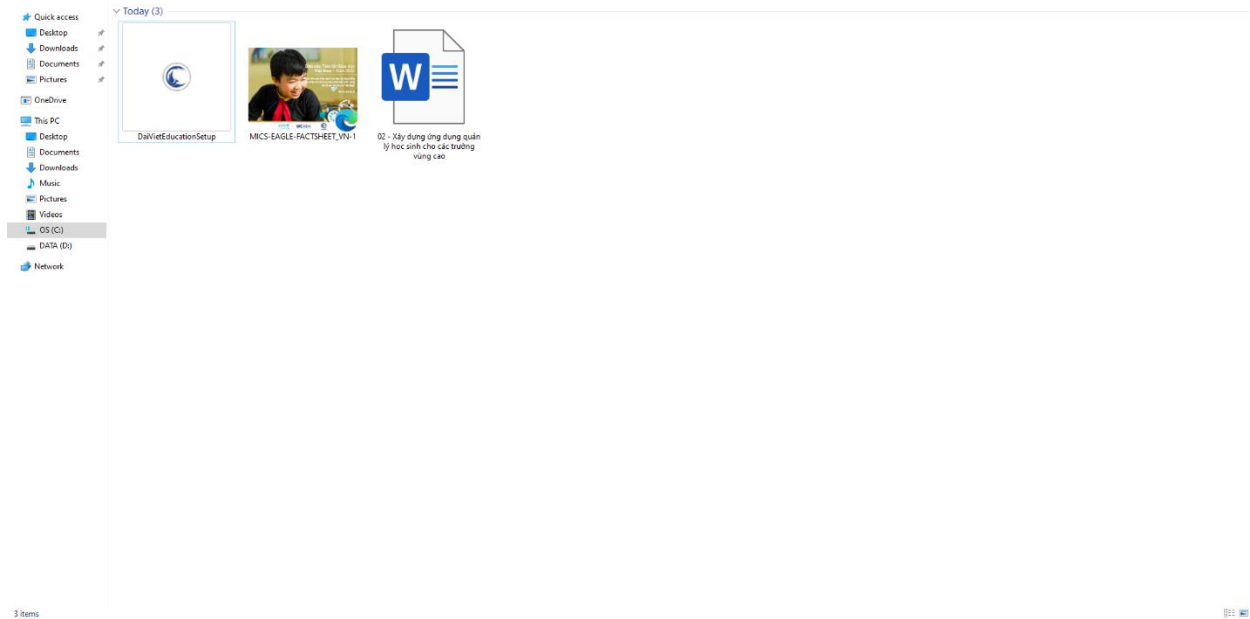 Quick access
Desktop
Downloads
Documents
Pictures
OneDrive
This PC
Desktop
Documents
Downloads
Music
Pictures
Videos
OS (C:)
DATA (D:)
Network
Today (3)
DaiVietEducationSetup
MICS-EAGLE-FACTSHEET_VN-1
W
02 - Xây dựng ứng dụng quản
lý học sinh cho các trường
vùng cao
3 items